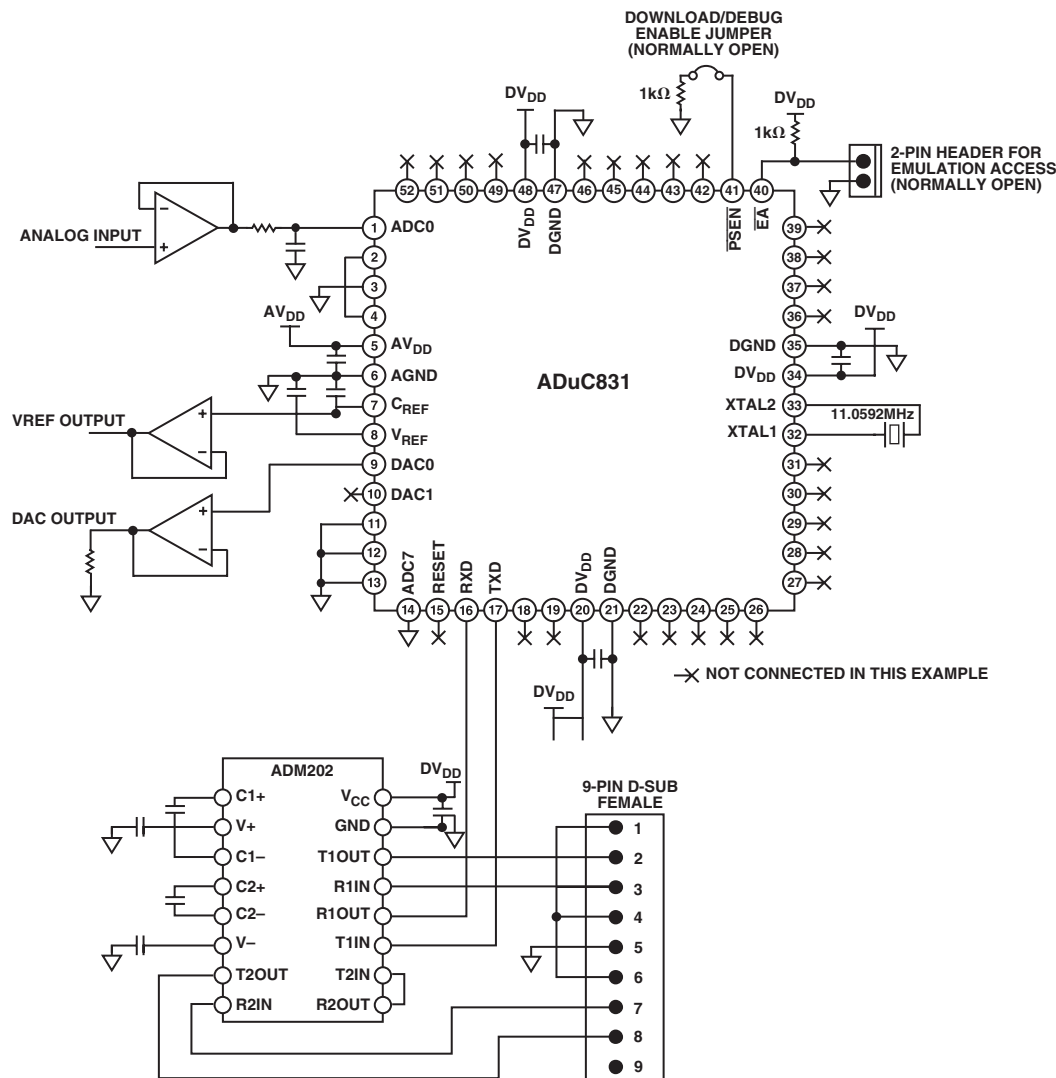 DOWNLOAD/DEBUG
ENABLE JUMPER
(NORMALLY OPEN)
DVDD
1kΩ
DVDD
1kΩ
2-PIN HEADER FOR
EMULATION ACCESS
(NORMALLY OPEN)
52 51 50 49 48 47 46 45 44 43 42 41 40
DVDD
DGND
PSEN
EA
ANALOG INPUT
- +
1 ADC0
2
3
4
AVDD
5 AVDD
6 AGND
7 CREF
8 VREF
9 DAC0
10 DAC1
11
12
13
VREF OUTPUT
+ -
DAC OUTPUT
+ -
ADuC831
39
38
37
36
DVDD
DGND 35
DVDD 34
XTAL2 33
11.0592MHz
XTAL1 32
31
30
29
28
27
ADC7
RESET
RXD
TXD
DVDD
DGND
14 15 16 17 18 19 20 21 22 23 24 25 26
NOT CONNECTED IN THIS EXAMPLE
DVDD
ADM202
DVDD
C1+ VCC
V+ GND
C1– T1OUT
C2+ R1IN
C2– R1OUT
V– T1IN
T2OUT T2IN
R2IN R2OUT
9-PIN D-SUB
FEMALE
1
2
3
4
5
6
7
8
9